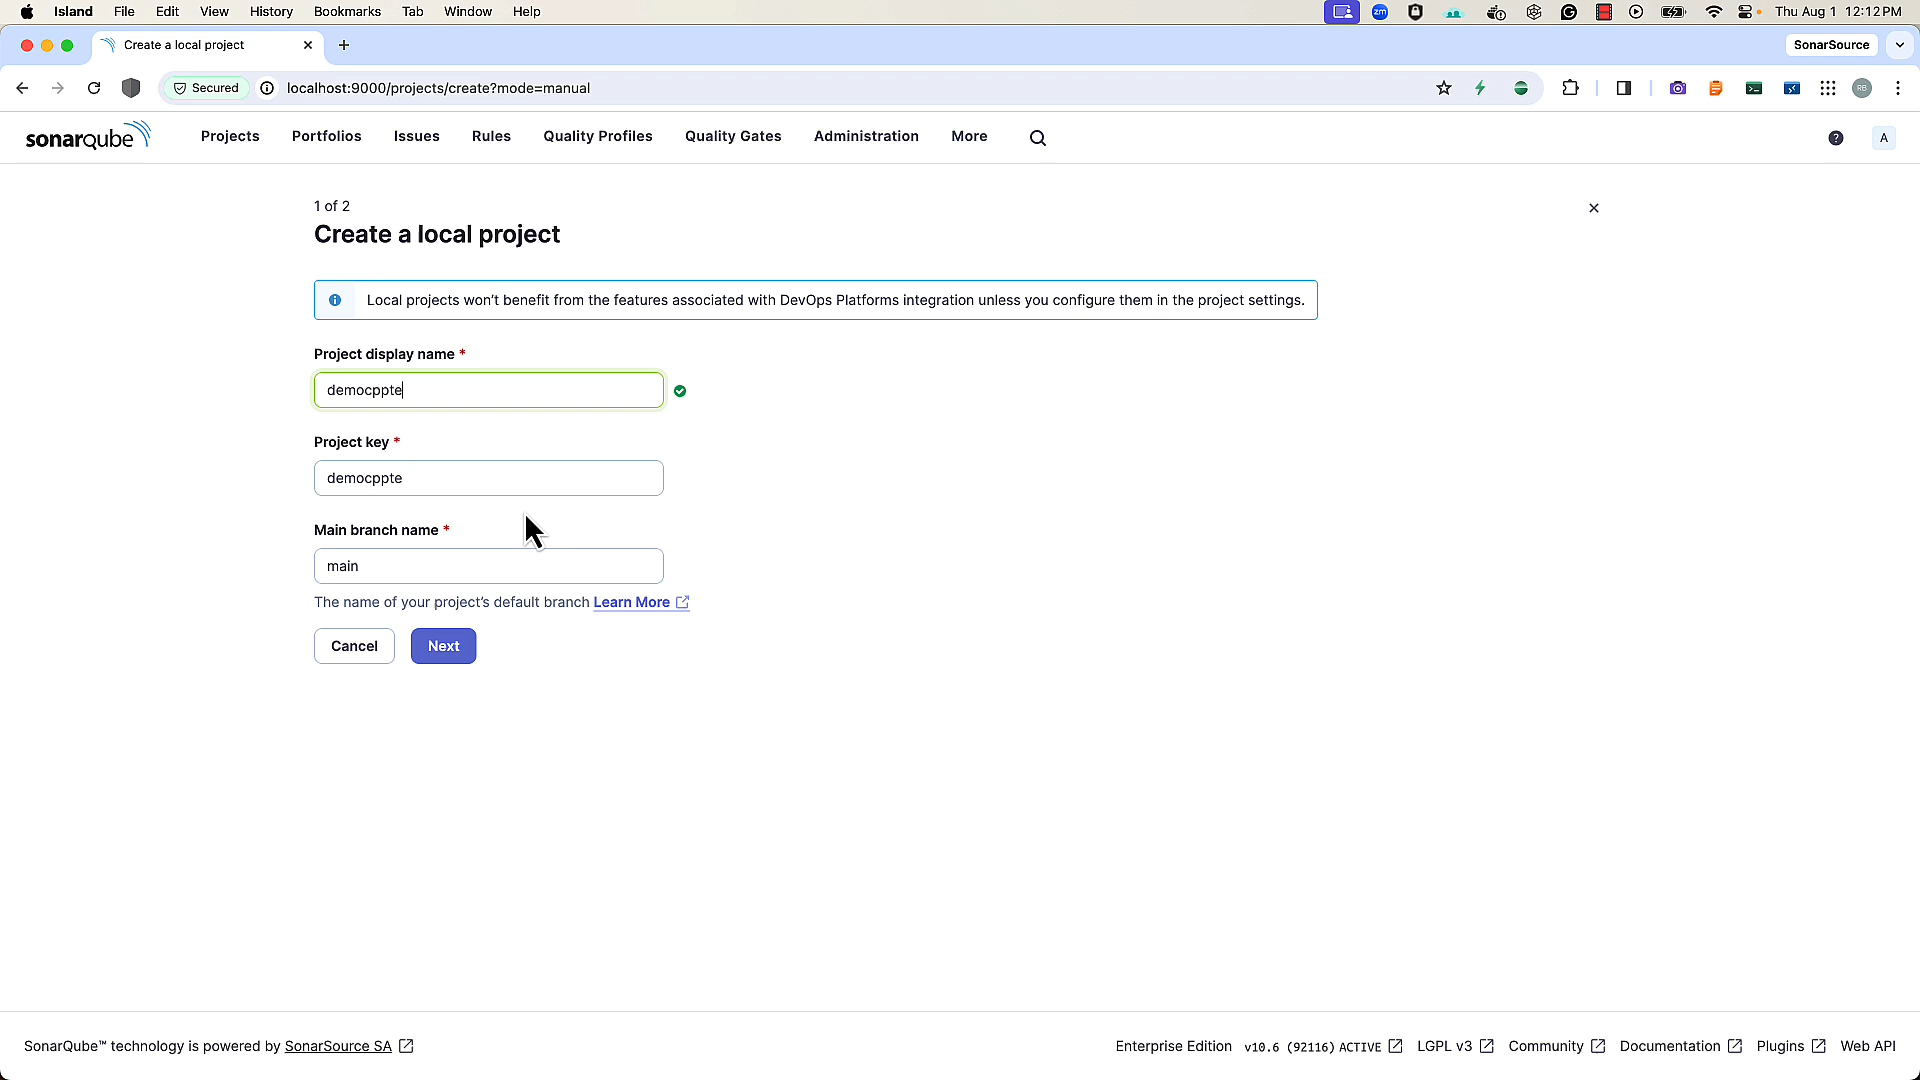 Island File Edit View History Bookmarks Tab Window Help zm Thu Aug 1 12:12 PM
Create a local project SonarSource
Secured localhost:9000/projects/create?mode=manual RB
sonarqube Projects Portfolios Issues Rules Quality Profiles Quality Gates Administration More ? A
1 of 2
Create a local project
Local projects won't benefit from the features associated with DevOps Platforms integration unless you configure them in the project settings.
Project display name *
democppte
Project key *
democppte
Main branch name *
main
The name of your project's default branch Learn More
Cancel Next
SonarQube™ technology is powered by SonarSource SA Enterprise Edition v10.6 (92116) ACTIVE LGPL v3 Community Documentation Plugins Web API